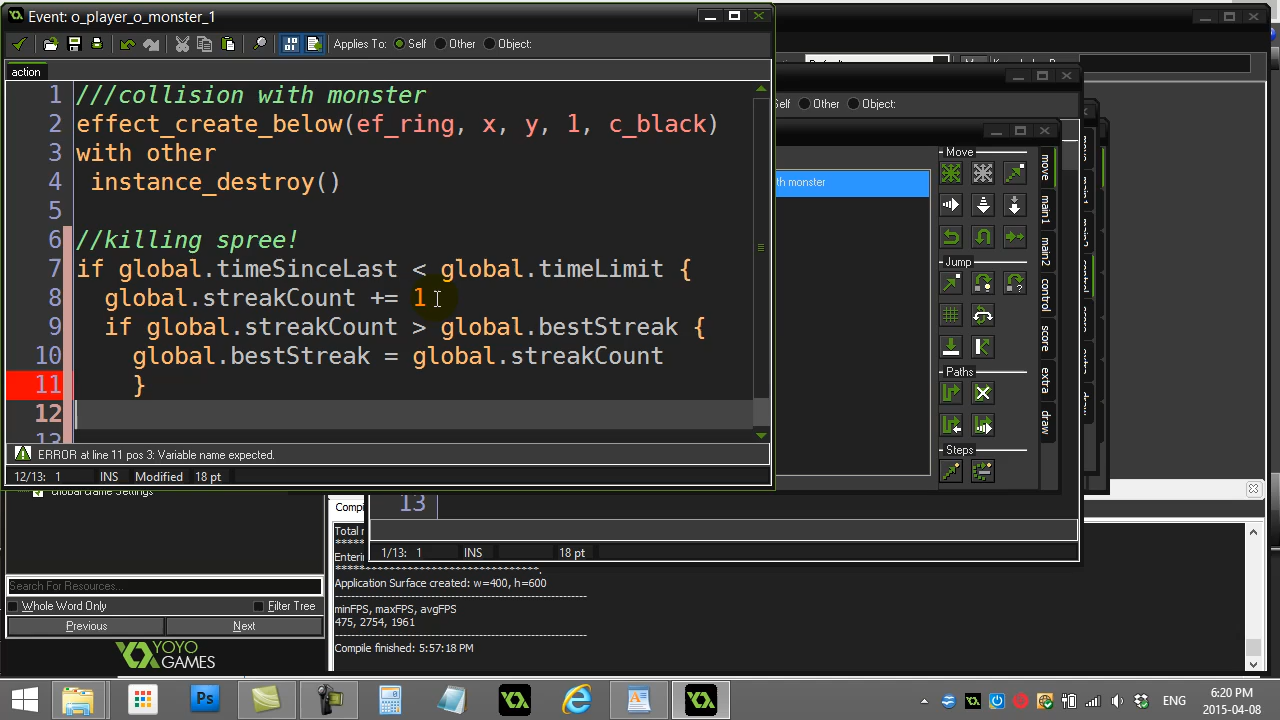 Event: o_player_o_monster_1
Applies To: Self Other Object:
action
1 ///collision with monster
2 effect_create_below(ef_ring, x, y, 1, c_black)
3 with other
4 instance_destroy()
5
6 //killing spree!
7 if global.timeSinceLast < global.timeLimit {
8 global.streakCount += 1
9 if global.streakCount > global.bestStreak {
10 global.bestStreak = global.streakCount
11 }
12
13
ERROR at line 11 pos 3: Variable name expected.
12/13: 1 INS Modified 18 pt
Self Other Object:
th monster
Move
Jump
Paths
Steps
move
main1
main2
control
score
extra
draw
Global Game Settings
Search For Resources...
Whole Word Only Filter Tree
Previous Next
YOYO
GAMES
13
1/13: 1 INS 18 pt
Compi
Total
Enterin
Application Surface created: w=400, h=600
minFPS, maxFPS, avgFPS
475, 2754, 1961
Compile finished: 5:57:18 PM
Ps
ENG
6:20 PM
2015-04-08